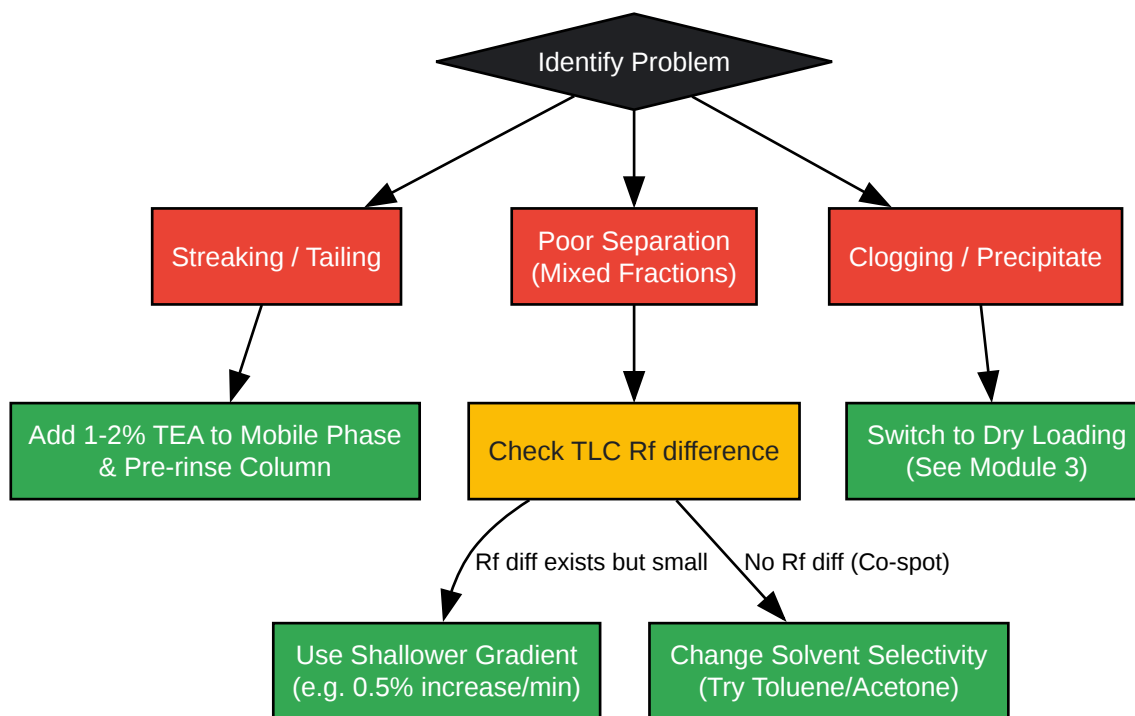 Identify Problem
Streaking / Tailing
Poor Separation
(Mixed Fractions)
Clogging / Precipitate
Add 1-2% TEA to Mobile Phase
& Pre-rinse Column
Check TLC Rf difference
Switch to Dry Loading
(See Module 3)
Rf diff exists but small
No Rf diff (Co-spot)
Use Shallower Gradient
(e.g. 0.5% increase/min)
Change Solvent Selectivity
(Try Toluene/Acetone)